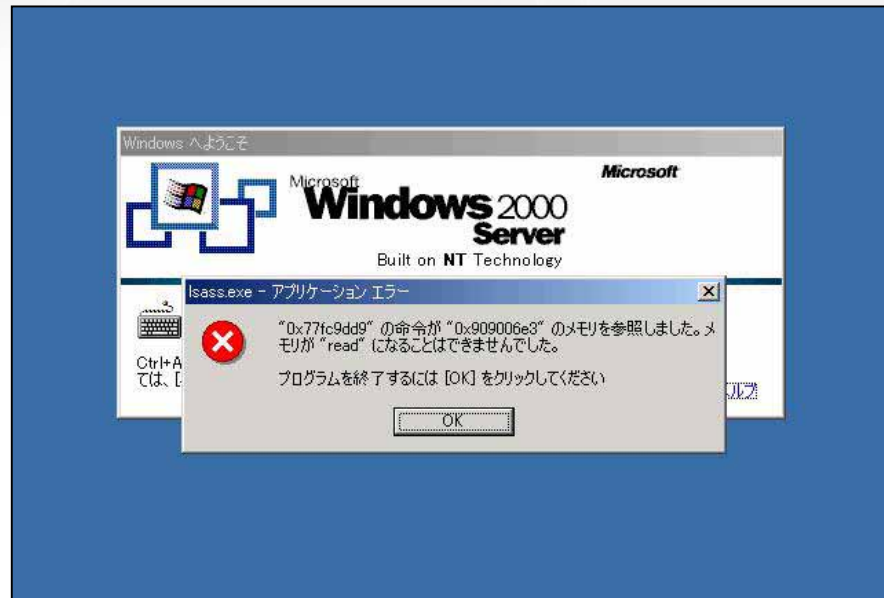 Windows へようこそ
Microsoft
Microsoft
Windows 2000
Server
Built on NT Technology
lsass.exe - アプリケーション エラー
"0x77fc9dd9" の命令が "0x909006e3" のメモリを参照しました。メ
モリが "read" になることはできませんでした。
プログラムを終了するには [OK] をクリックしてください
OK
Ctrl+A
ては、[
ヘルプ